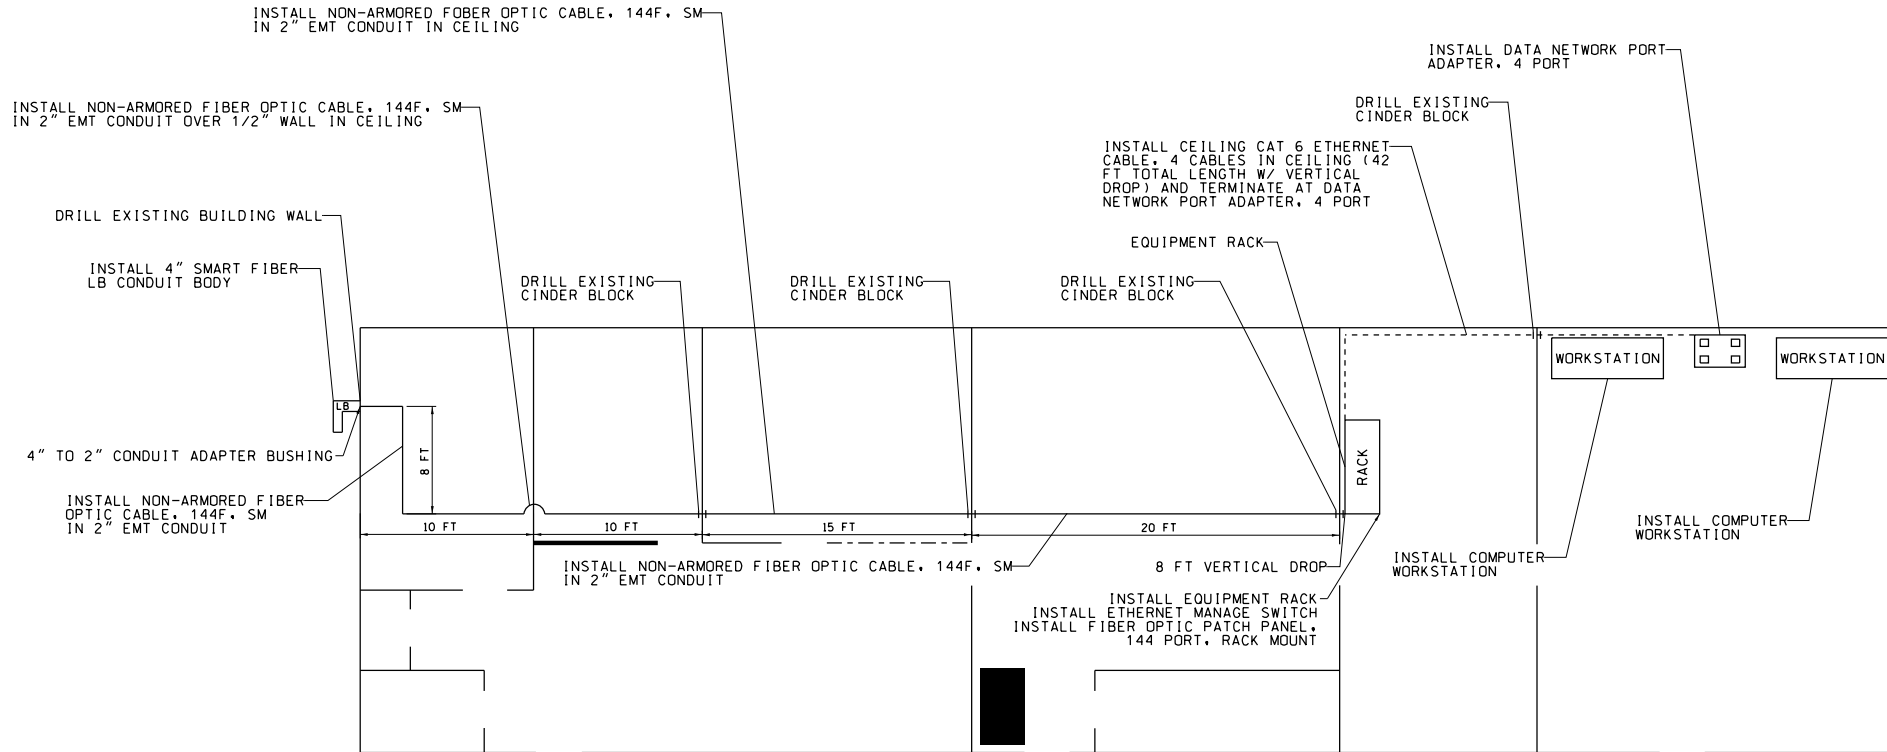 INSTALL NON-ARMORED FOBER OPTIC CABLE, 144F, SM
IN 2" EMT CONDUIT IN CEILING
INSTALL DATA NETWORK PORT
ADAPTER, 4 PORT
INSTALL NON-ARMORED FIBER OPTIC CABLE, 144F, SM
IN 2" EMT CONDUIT OVER 1/2" WALL IN CEILING
DRILL EXISTING
CINDER BLOCK
INSTALL CEILING CAT 6 ETHERNET
CABLE, 4 CABLES IN CEILING (42
FT TOTAL LENGTH W/ VERTICAL
DROP) AND TERMINATE AT DATA
NETWORK PORT ADAPTER, 4 PORT
DRILL EXISTING BUILDING WALL
EQUIPMENT RACK
INSTALL 4" SMART FIBER
LB CONDUIT BODY
DRILL EXISTING
CINDER BLOCK
DRILL EXISTING
CINDER BLOCK
DRILL EXISTING
CINDER BLOCK
WORKSTATION
WORKSTATION
LB
4" TO 2" CONDUIT ADAPTER BUSHING
8 FT
RACK
INSTALL NON-ARMORED FIBER
OPTIC CABLE, 144F, SM
IN 2" EMT CONDUIT
10 FT
10 FT
15 FT
20 FT
INSTALL COMPUTER
WORKSTATION
INSTALL COMPUTER
WORKSTATION
INSTALL NON-ARMORED FIBER OPTIC CABLE, 144F, SM
IN 2" EMT CONDUIT
8 FT VERTICAL DROP
INSTALL EQUIPMENT RACK
INSTALL ETHERNET MANAGE SWITCH
INSTALL FIBER OPTIC PATCH PANEL,
144 PORT, RACK MOUNT